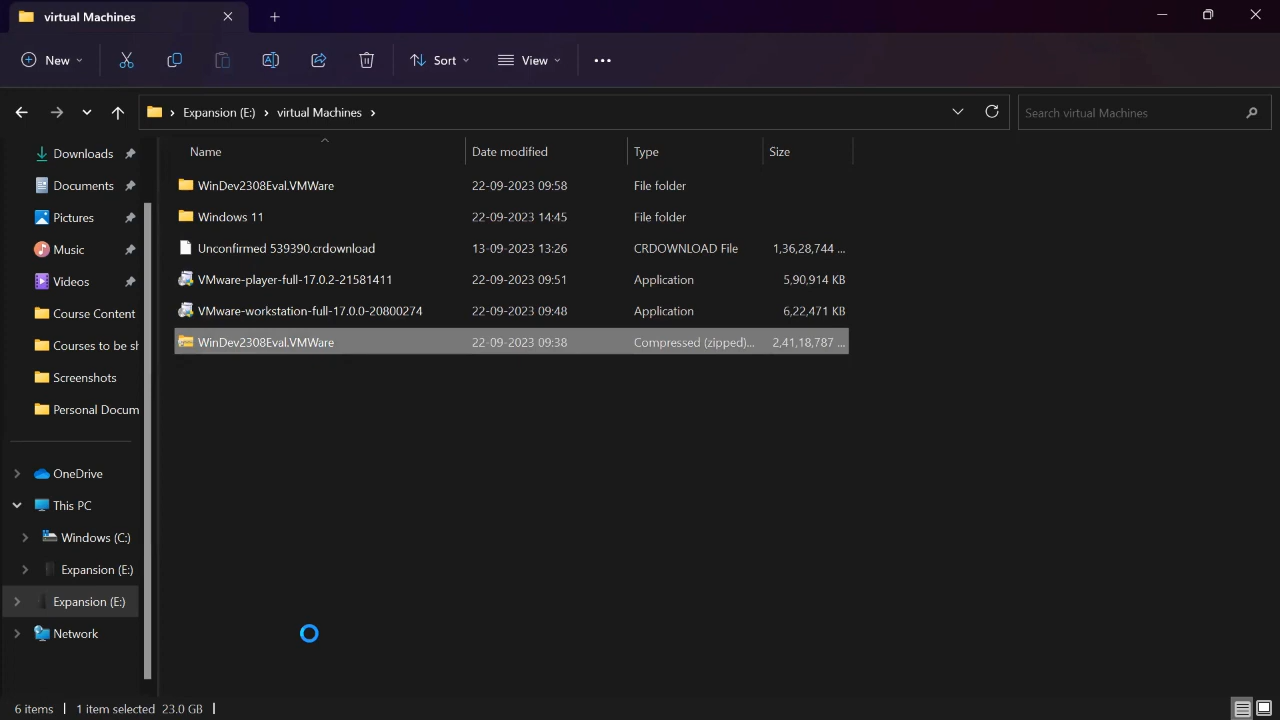 virtual Machines
New
Sort
View
Expansion (E:)
virtual Machines
Search virtual Machines
Name
Date modified
Type
Size
WinDev2308Eval.VMWare 22-09-2023 09:58 File folder
Windows 11 22-09-2023 14:45 File folder
Unconfirmed 539390.crdownload 13-09-2023 13:26 CRDOWNLOAD File 1,36,28,744 ...
VMware-player-full-17.0.2-21581411 22-09-2023 09:51 Application 5,90,914 KB
VMware-workstation-full-17.0.0-20800274 22-09-2023 09:48 Application 6,22,471 KB
WinDev2308Eval.VMWare 22-09-2023 09:38 Compressed (zipped)... 2,41,18,787 ...
Downloads
Documents
Pictures
Music
Videos
Course Content
Courses to be sh
Screenshots
Personal Docum
OneDrive
This PC
Windows (C:)
Expansion (E:)
Expansion (E:)
Network
6 items
1 item selected 23.0 GB